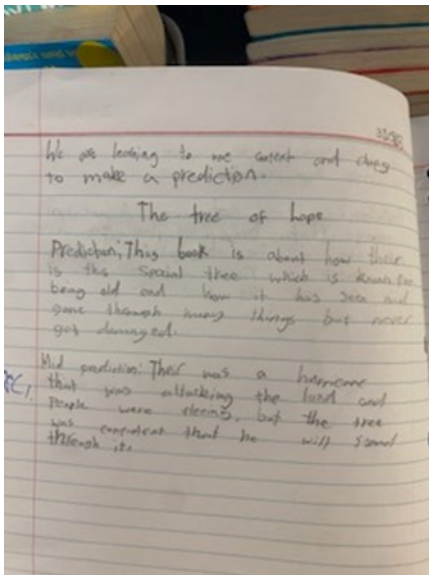 We are learning to use context and clues
to make a prediction.
The tree of hope
Prediction: This book is about how their
is this special tree which is known for
being old and how it has seen and
gone through many things but never
got damaged.
Mid prediction: Their was a hurricane
that was attacking the land and
people were fleeing, but the tree
was confident that he will stand
through it.